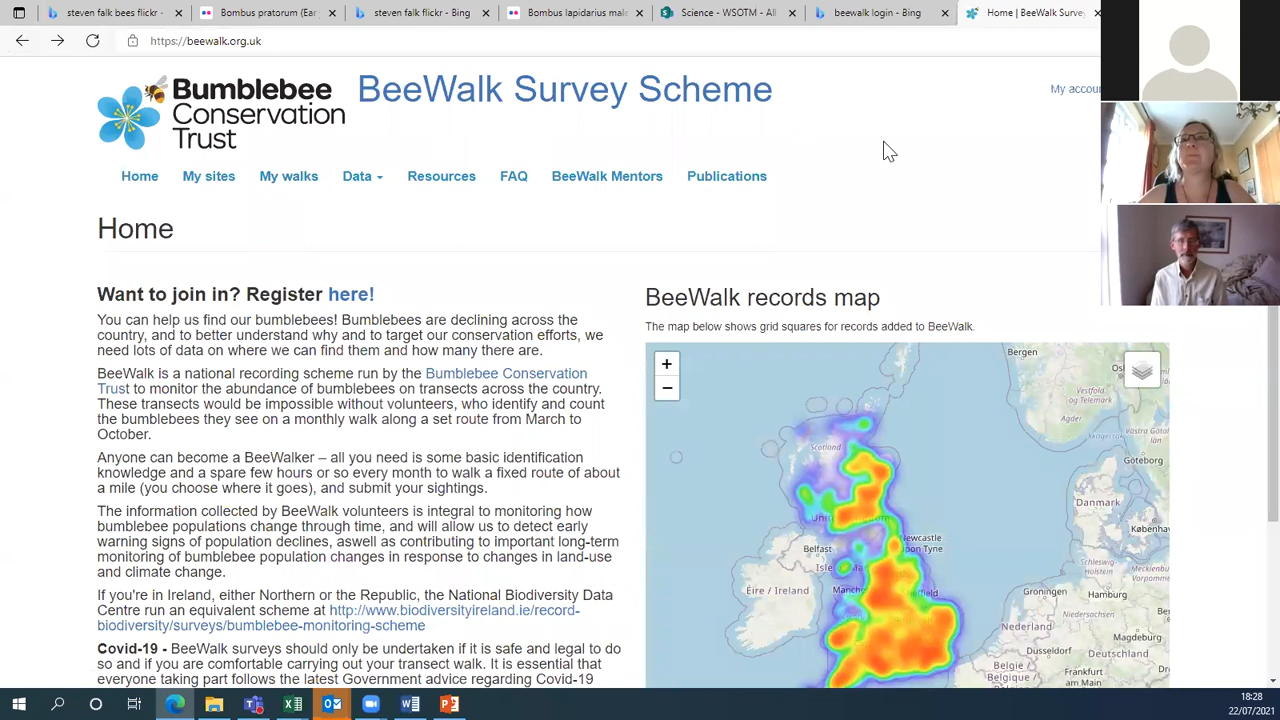 steven falk bees flickr -
Bombus pratorum (Ear
steven falk flickr - Bing
Bombus lapidarius male
Science - WSOTM - All
beewalk login - Bing
Home | BeeWalk Surve
https://beewalk.org.uk
Bumblebee
Conservation
Trust
BeeWalk Survey Scheme
My accou
Home My sites My walks Data Resources FAQ BeeWalk Mentors Publications
Home
Want to join in? Register here!
You can help us find our bumblebees! Bumblebees are declining across the
country, and to better understand why and to target our conservation efforts, we
need lots of data on where we can find them and how many there are.
BeeWalk is a national recording scheme run by the Bumblebee Conservation
Trust to monitor the abundance of bumblebees on transects across the country.
These transects would be impossible without volunteers, who identify and count
the bumblebees they see on a monthly walk along a set route from March to
October.
Anyone can become a BeeWalker – all you need is some basic identification
knowledge and a spare few hours or so every month to walk a fixed route of about
a mile (you choose where it goes), and submit your sightings.
The information collected by BeeWalk volunteers is integral to monitoring how
bumblebee populations change through time, and will allow us to detect early
warning signs of population declines, aswell as contributing to important long-term
monitoring of bumblebee population changes in response to changes in land-use
and climate change.
If you're in Ireland, either Northern or the Republic, the National Biodiversity Data
Centre run an equivalent scheme at http://www.biodiversityireland.ie/record-
biodiversity/surveys/bumblebee-monitoring-scheme
Covid-19 - BeeWalk surveys should only be undertaken if it is safe and legal to do
so and if you are comfortable carrying out your transect walk. It is essential that
everyone taking part follows the latest Government advice regarding Covid-19
BeeWalk records map
The map below shows grid squares for records added to BeeWalk.
+
−
Bergen
Vestfold
og Telemark
Agder
Göteborg
Västra
Scotland
Danmark
København
Newcastle
upon Tyne
Belfast
Isle
Éire / Ireland
Manch
effield
Hamburg
Groningen
Niedersachsen
Nederland
Magdeburg
Dusseldorf
Deutschland
België
Belgique
Frankfurt
am Main
18:28
22/07/2021